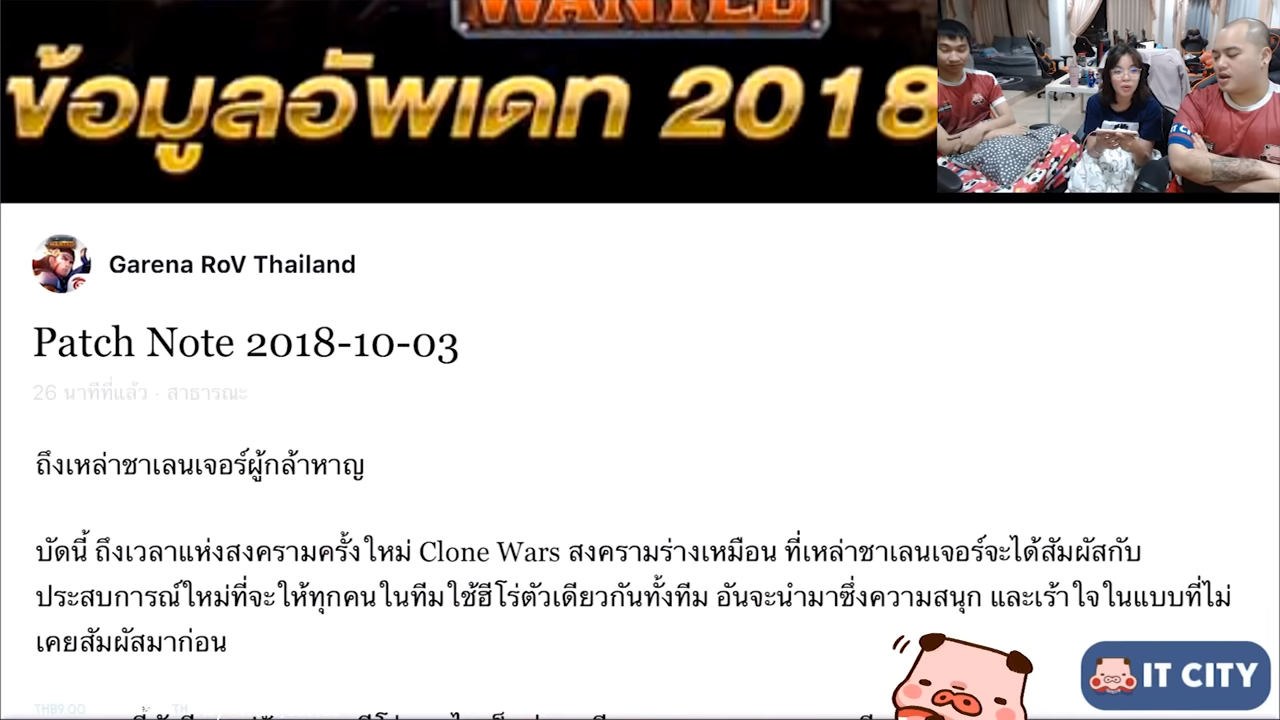 WANTED
ข้อมูลอัพเดท 2018
Garena RoV Thailand
Patch Note 2018-10-03
26 นาทีที่แล้ว · สาธารณะ
ถึงเหล่าชาเลนเจอร์ผู้กล้าหาญ
บัดนี้ ถึงเวลาแห่งสงครามครั้งใหม่ Clone Wars สงครามร่างเหมือน ที่เหล่าชาเลนเจอร์จะได้สัมผัสกับ
ประสบการณ์ใหม่ที่จะให้ทุกคนในทีมใช้ฮีโร่ตัวเดียวกันทั้งทีม อันจะนำมาซึ่งความสนุก และเร้าใจในแบบที่ไม่
เคยสัมผัสมาก่อน
IT CITY
THB9.00 TH